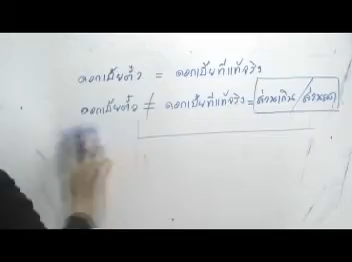 ดอกเบี้ยตั๋ว = ดอกเบี้ยที่แท้จริง
ดอกเบี้ยตั๋ว ≠ ดอกเบี้ยที่แท้จริง = ส่วนเกิน / ส่วนลด